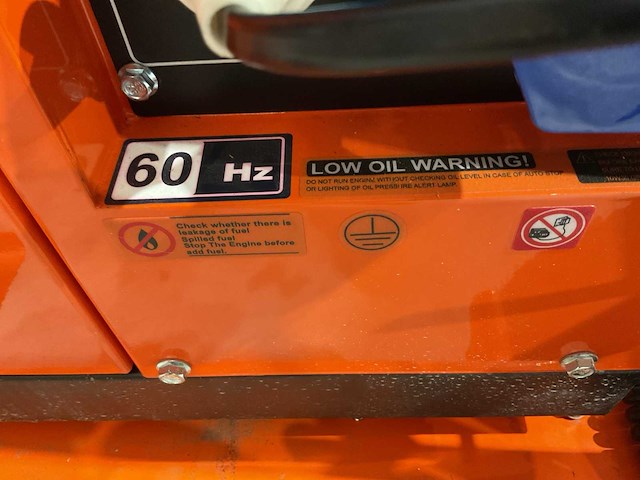 60 Hz
LOW OIL WARNING!
DO NOT RUN ENGINE WITHOUT CHECKING OIL LEVEL IN CASE OF AUTO STOP
OR LIGHTING OF OIL PRESSURE ALERT LAMP
Check whether there is
leakage of fuel
Spilled fuel
Stop The Engine before
add fuel.